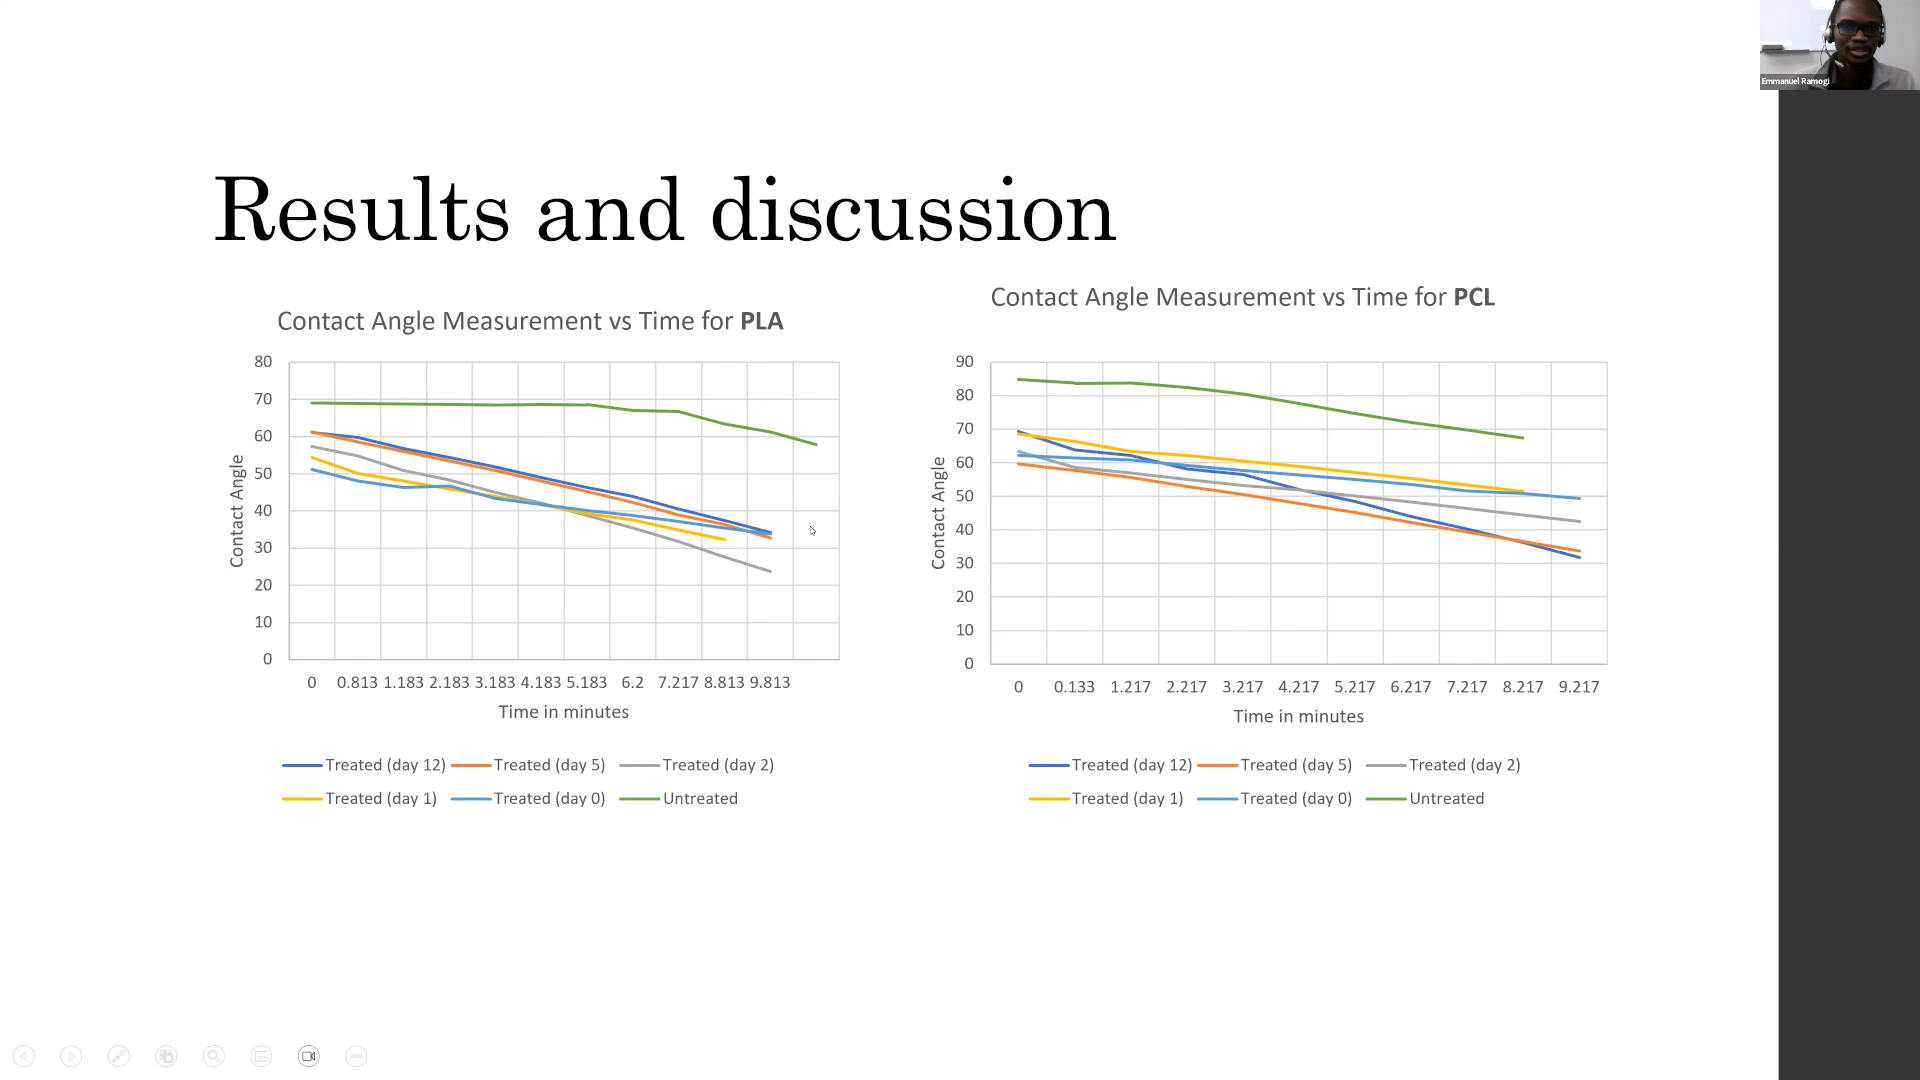 Emmanuel Ramogi
Results and discussion
Contact Angle Measurement vs Time for PLA
80
70
60
50
40
30
20
10
0
Contact Angle
0 0.813 1.183 2.183 3.183 4.183 5.183 6.2 7.217 8.813 9.813
Time in minutes
Treated (day 12) Treated (day 5) Treated (day 2)
Treated (day 1) Treated (day 0) Untreated
Contact Angle Measurement vs Time for PCL
90
80
70
60
50
40
30
20
10
0
Contact Angle
0 0.133 1.217 2.217 3.217 4.217 5.217 6.217 7.217 8.217 9.217
Time in minutes
Treated (day 12) Treated (day 5) Treated (day 2)
Treated (day 1) Treated (day 0) Untreated